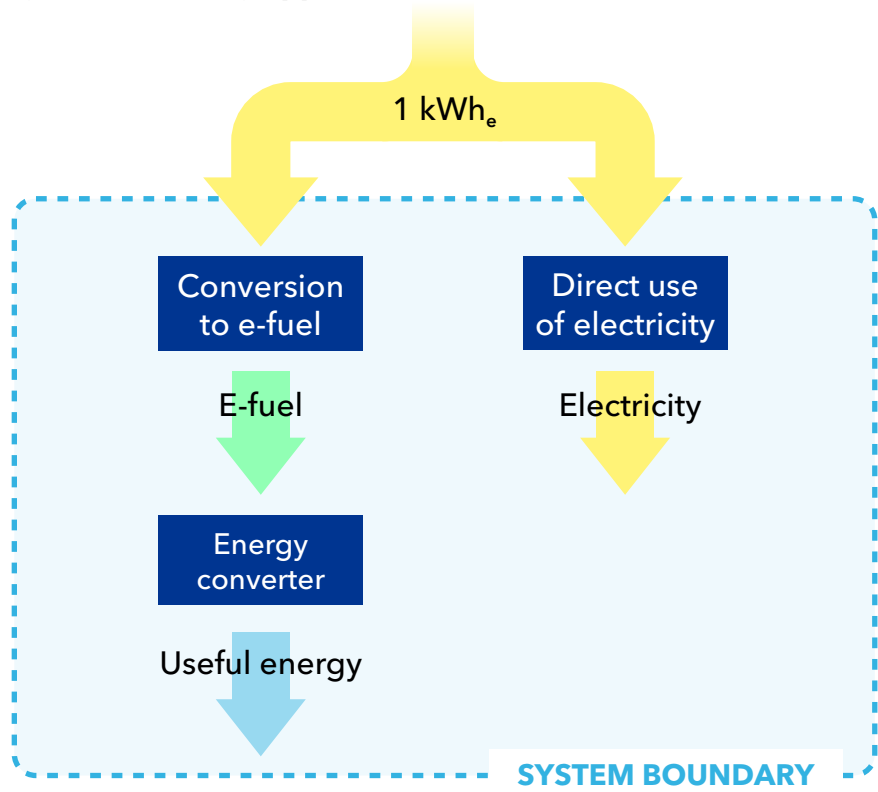 1 kWhₑ
Conversion
to e-fuel
Direct use
of electricity
E-fuel
Electricity
Energy
converter
Useful energy
SYSTEM BOUNDARY